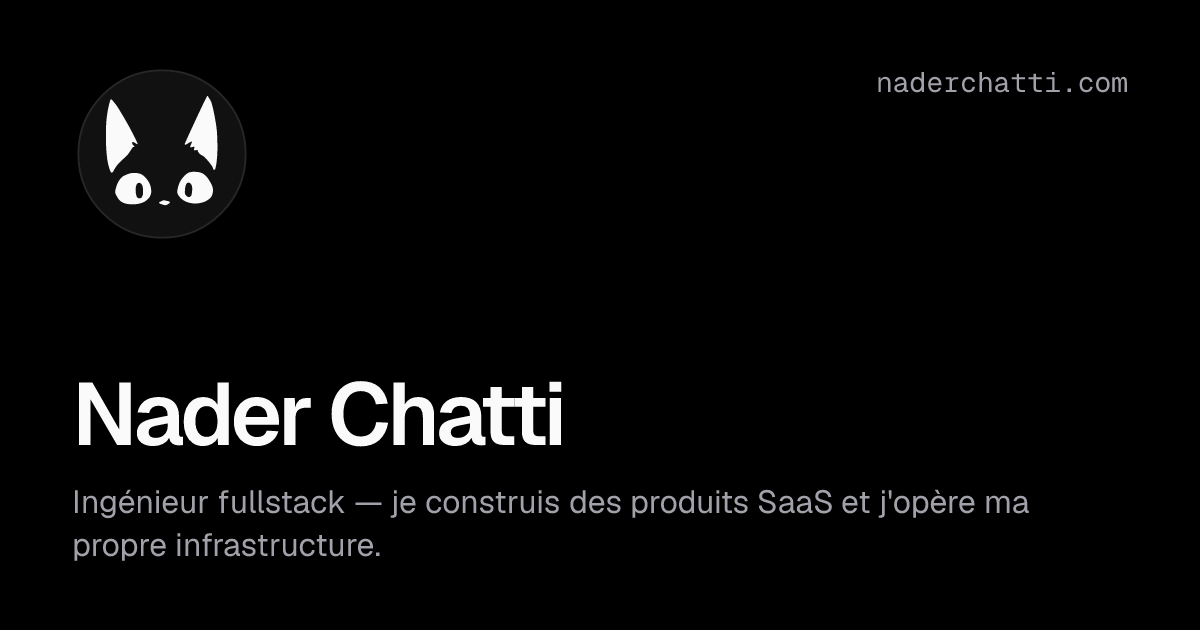 naderchatti.com
Nader Chatti
Ingénieur fullstack — je construis des produits SaaS et j'opère ma
propre infrastructure.